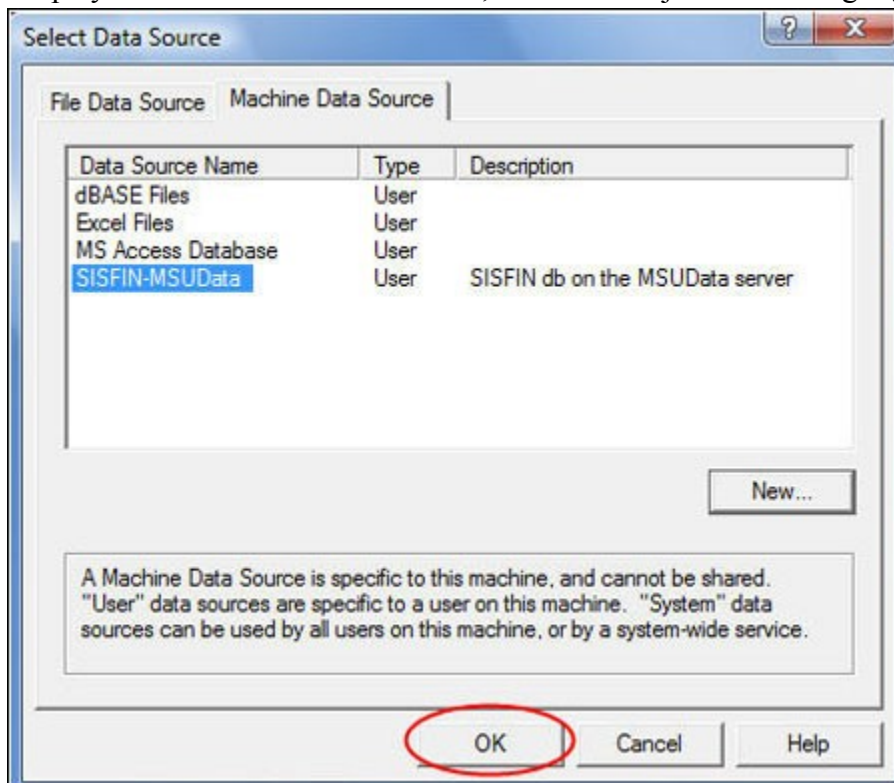 Select Data Source
File Data Source Machine Data Source
Data Source Name Type Description
dBASE Files User
Excel Files User
MS Access Database User
SISFIN-MSUData User SISFIN db on the MSUData server
New...
A Machine Data Source is specific to this machine, and cannot be shared.
"User" data sources are specific to a user on this machine. "System" data
sources can be used by all users on this machine, or by a system-wide service.
OK Cancel Help